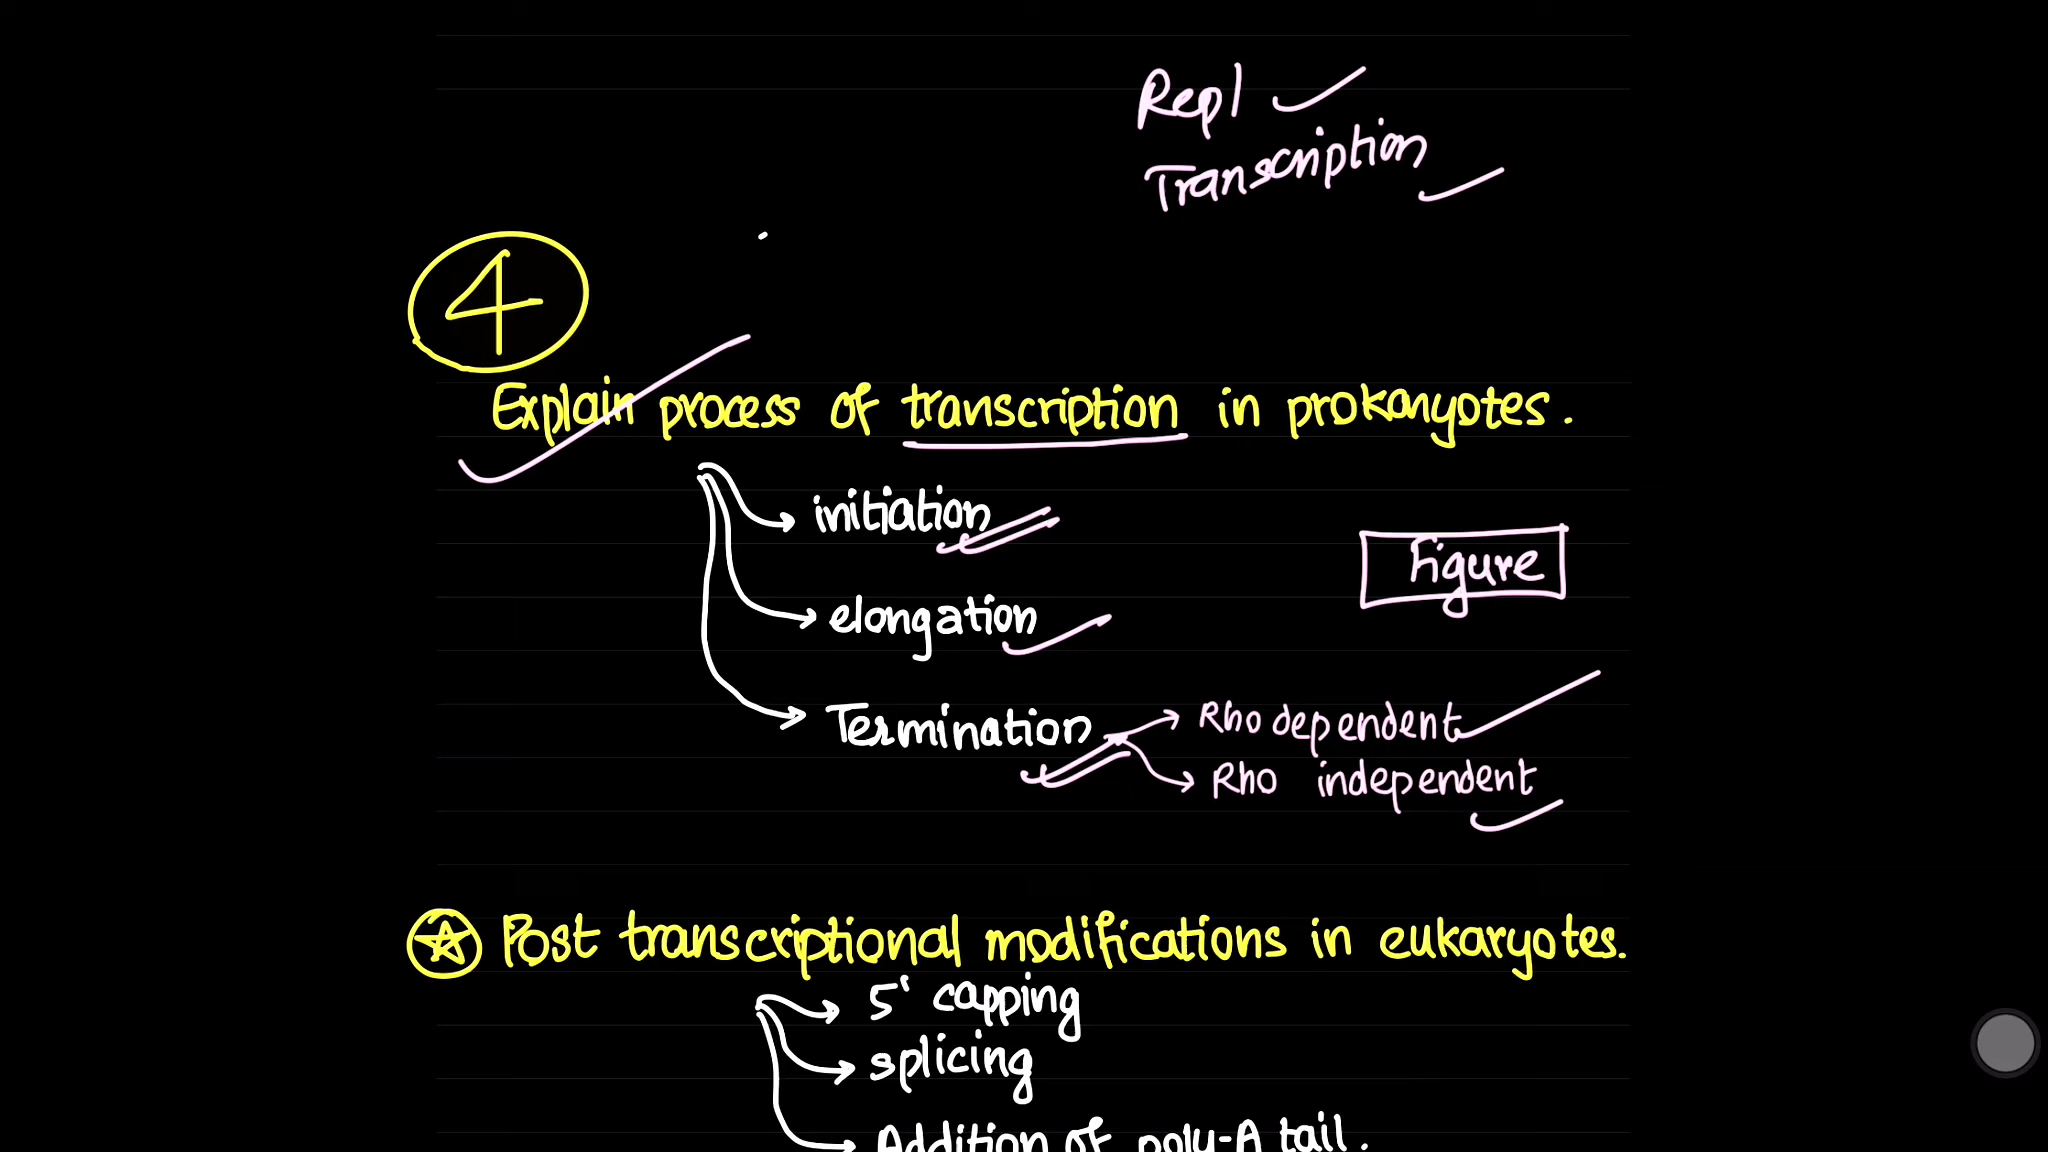 Repl
Transcription
4
Explain process of transcription in prokaryotes.
initiation
Figure
elongation
Termination
Rho dependent
Rho independent
Post transcriptional modifications in eukaryotes.
5' capping
splicing
Addition of poly-A tail.